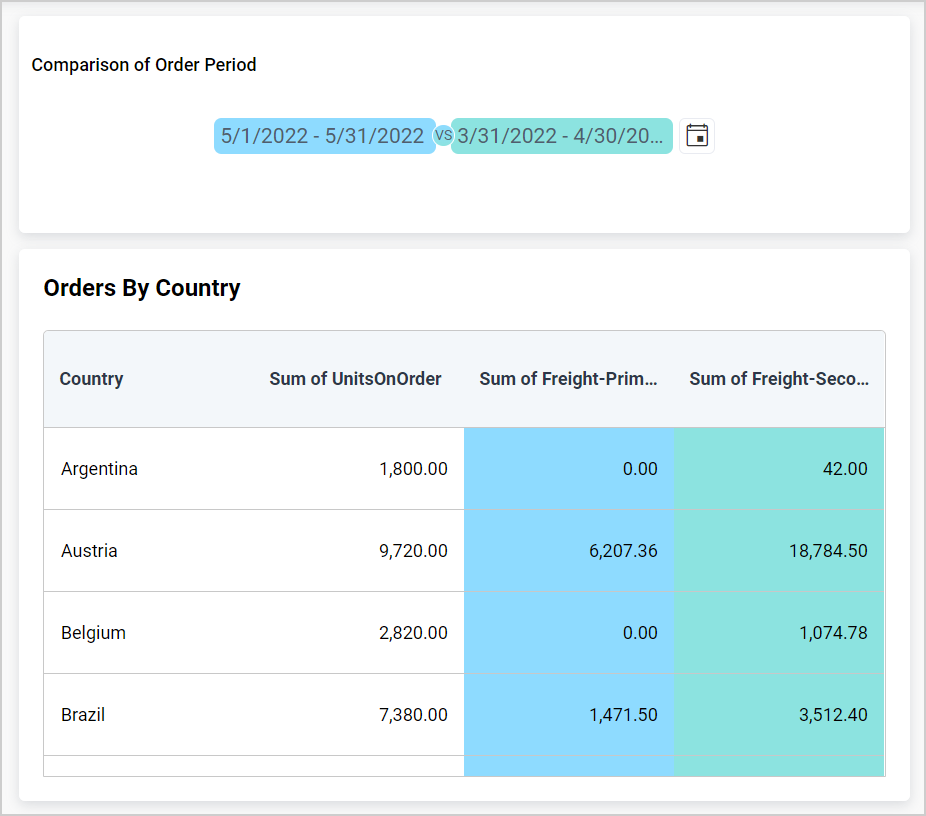 Comparison of Order Period
5/1/2022 - 5/31/2022 VS 3/31/2022 - 4/30/20...
Orders By Country
Country Sum of UnitsOnOrder Sum of Freight-Prim... Sum of Freight-Seco...
Argentina 1,800.00 0.00 42.00
Austria 9,720.00 6,207.36 18,784.50
Belgium 2,820.00 0.00 1,074.78
Brazil 7,380.00 1,471.50 3,512.40